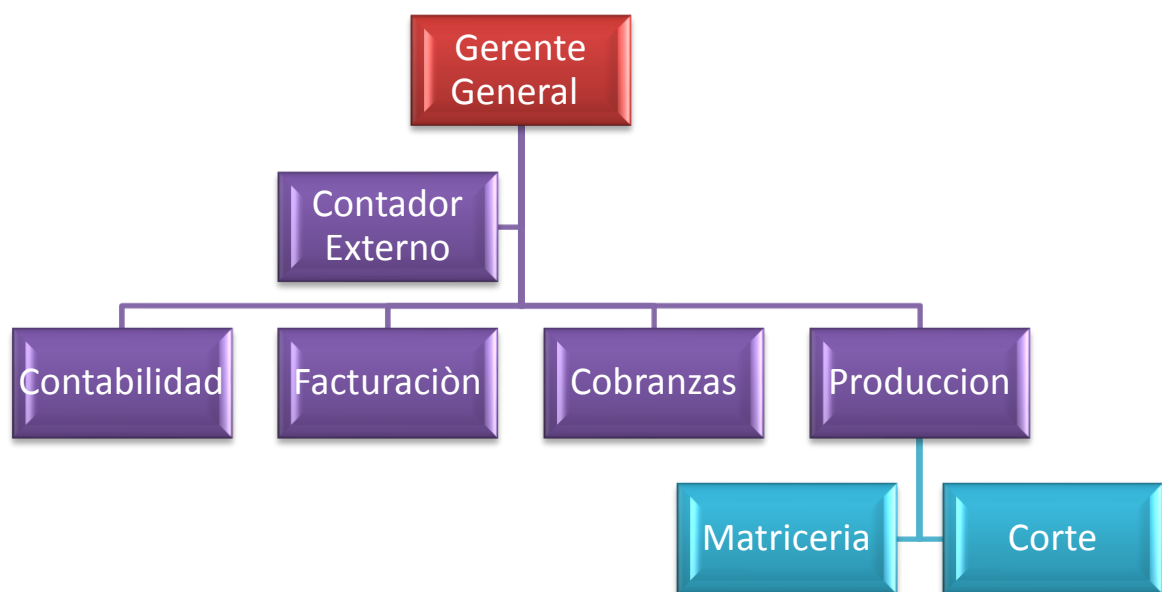 Gerente
General
Contador
Externo
Contabilidad
Facturaciòn
Cobranzas
Produccion
Matriceria
Corte